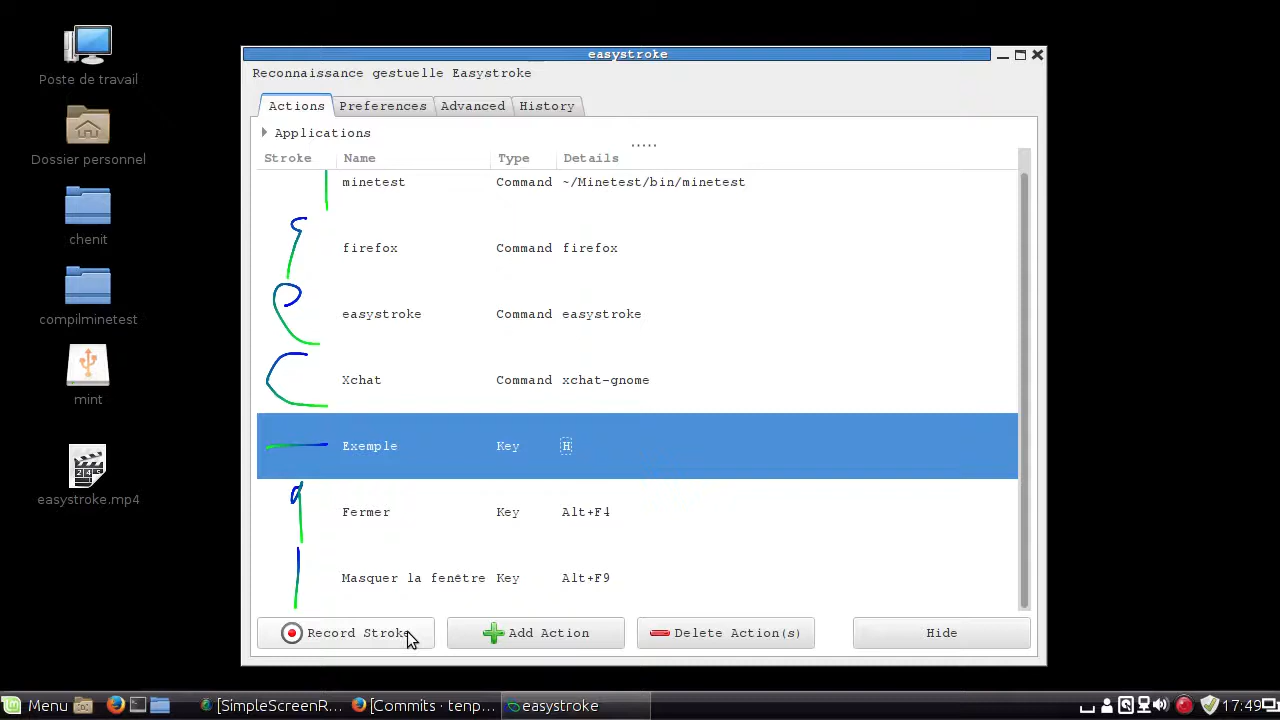 easystroke
Reconnaissance gestuelle Easystroke
Actions Preferences Advanced History
Applications
Stroke Name Type Details
minetest Command ~/Minetest/bin/minetest
firefox Command firefox
easystroke Command easystroke
Xchat Command xchat-gnome
Exemple Key H
Fermer Key Alt+F4
Masquer la fenêtre Key Alt+F9
Record Stroke Add Action Delete Action(s) Hide
Poste de travail
Dossier personnel
chenit
compilminetest
mint
easystroke.mp4
Menu [SimpleScreenR... [Commits · tenp... easystroke 17:49